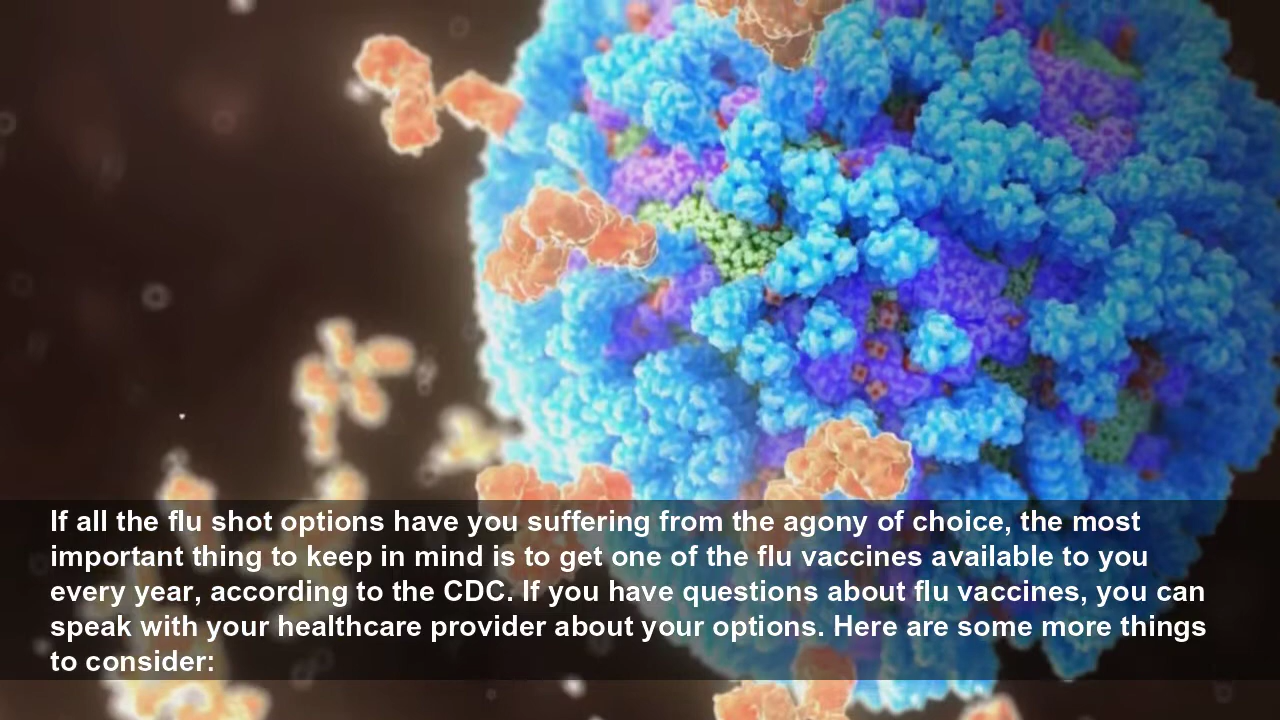 If all the flu shot options have you suffering from the agony of choice, the most
important thing to keep in mind is to get one of the flu vaccines available to you
every year, according to the CDC. If you have questions about flu vaccines, you can
speak with your healthcare provider about your options. Here are some more things
to consider: